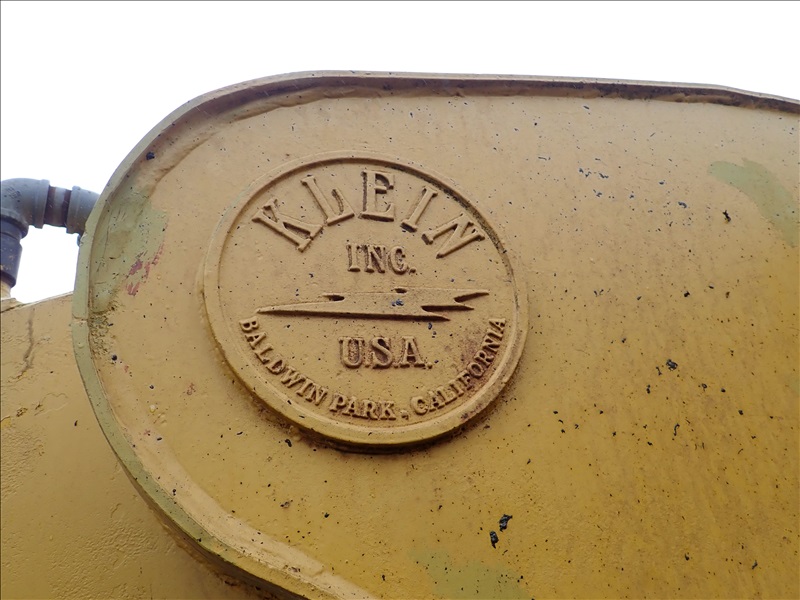 KLEIN
INC.
U.S.A.
BALDWIN PARK. CALIFORNIA